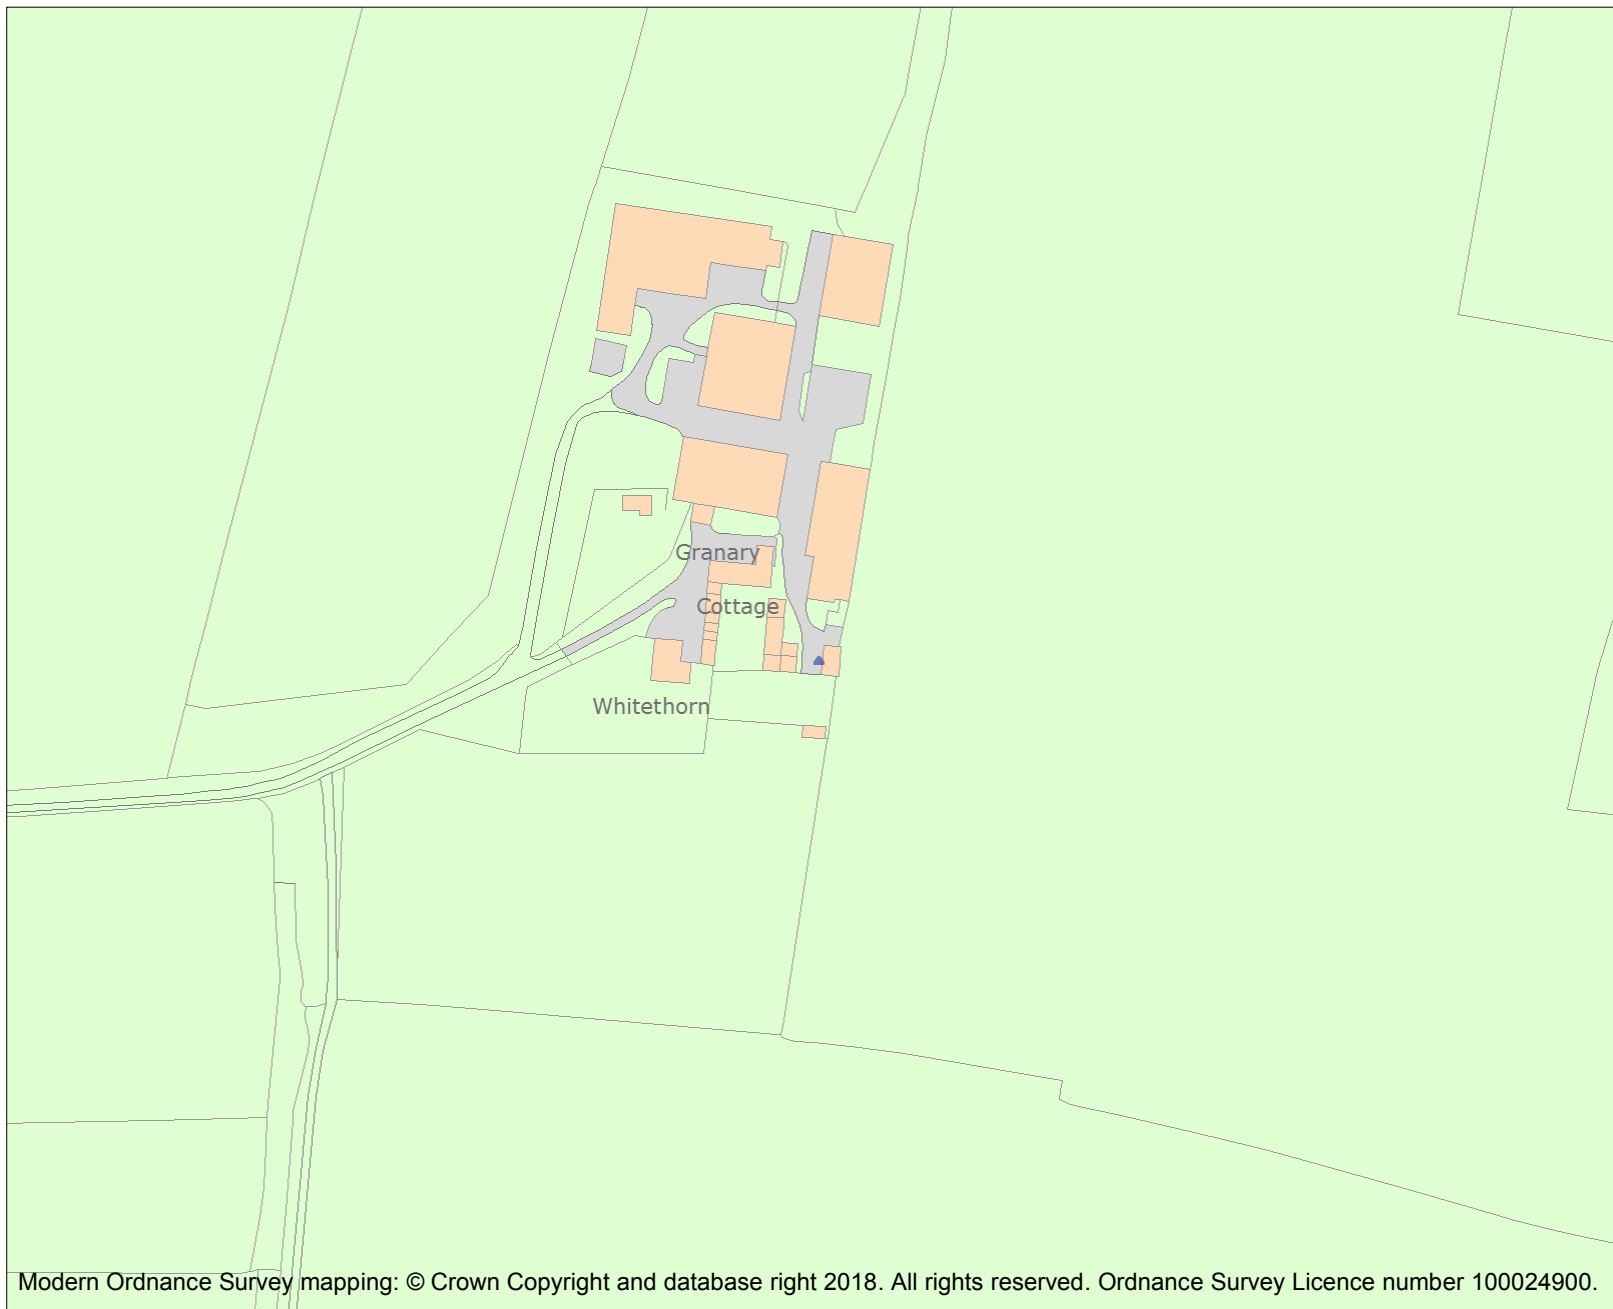 Granary
Cottage
Whitethorn
Modern Ordnance Survey mapping: © Crown Copyright and database right 2018. All rights reserved. Ordnance Survey Licence number 100024900.